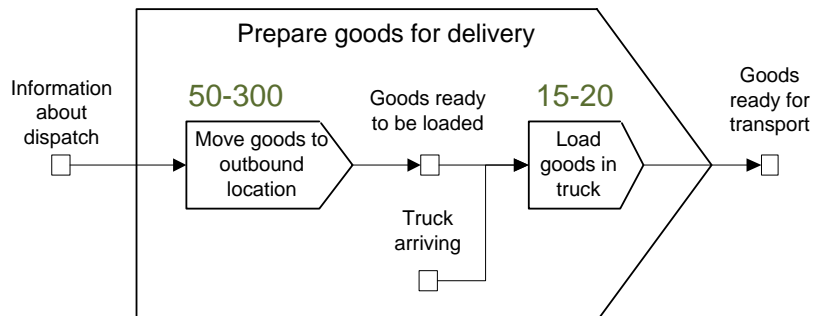 Prepare goods for delivery
Information
about
dispatch
50-300
Move goods to
outbound
location
Goods ready
to be loaded
Truck
arriving
15-20
Load
goods in
truck
Goods
ready for
transport